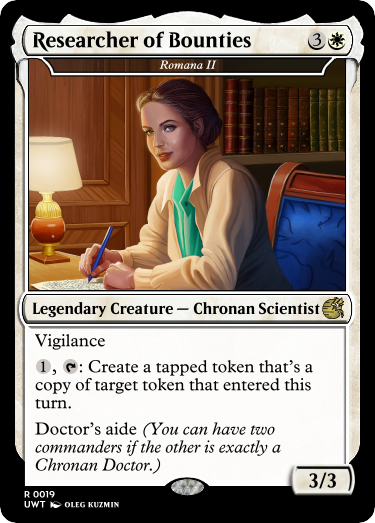 Researcher of Bounties 3
Romana II
Legendary Creature — Chronan Scientist
Vigilance
1, : Create a tapped token that's a
copy of target token that entered this
turn.
Doctor's aide (You can have two
commanders if the other is exactly a
Chronan Doctor.)
3/3
R 0019
UWT OLEG KUZMIN